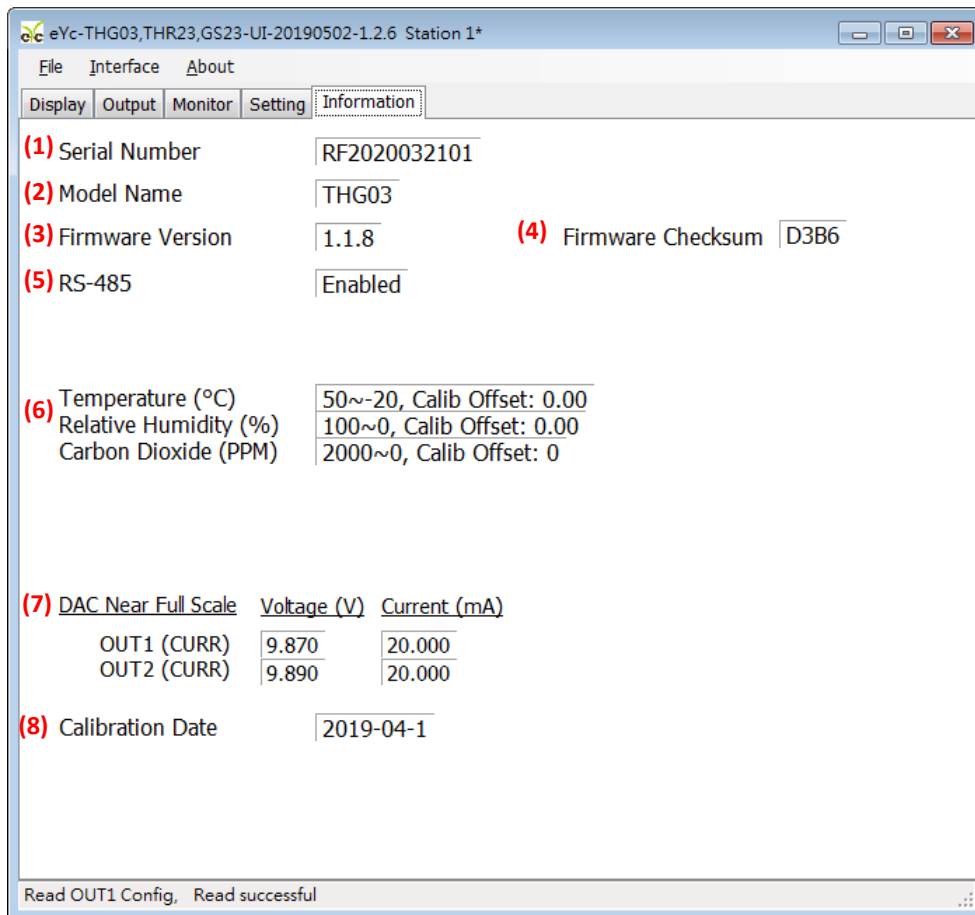 eYc-THG03,THR23,GS23-UI-20190502-1.2.6 Station 1*
File Interface About
Display Output Monitor Setting Information
(1) Serial Number RF2020032101
(2) Model Name THG03
(3) Firmware Version 1.1.8 (4) Firmware Checksum D3B6
(5) RS-485 Enabled
Temperature (°C) 50~-20, Calib Offset: 0.00
(6) Relative Humidity (%) 100~0, Calib Offset: 0.00
Carbon Dioxide (PPM) 2000~0, Calib Offset: 0
(7) DAC Near Full Scale Voltage (V) Current (mA)
OUT1 (CURR) 9.870 20.000
OUT2 (CURR) 9.890 20.000
(8) Calibration Date 2019-04-1
Read OUT1 Config, Read successful